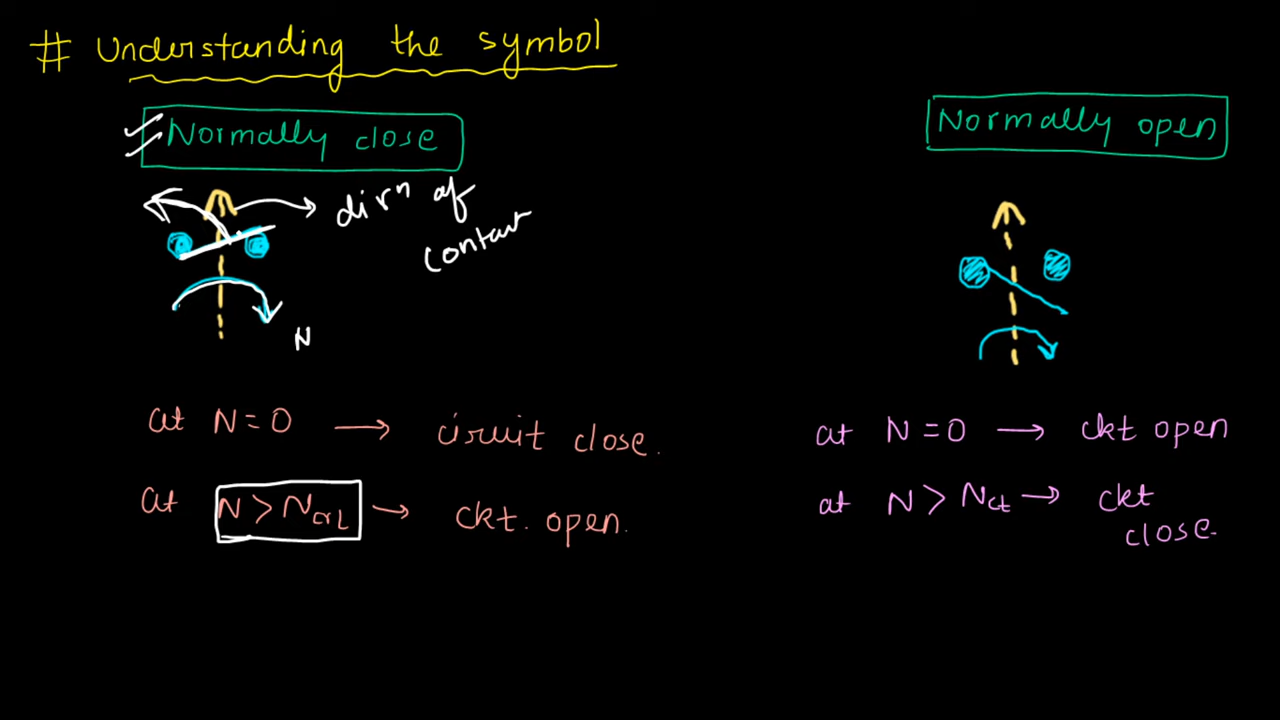 # Understanding the symbol
Normally close
dirn of
contact
N
at N = 0 → circuit close.
at N > Ncrt → ckt. open.
Normally open
at N = 0 → ckt open
at N > Nct → ckt
close.